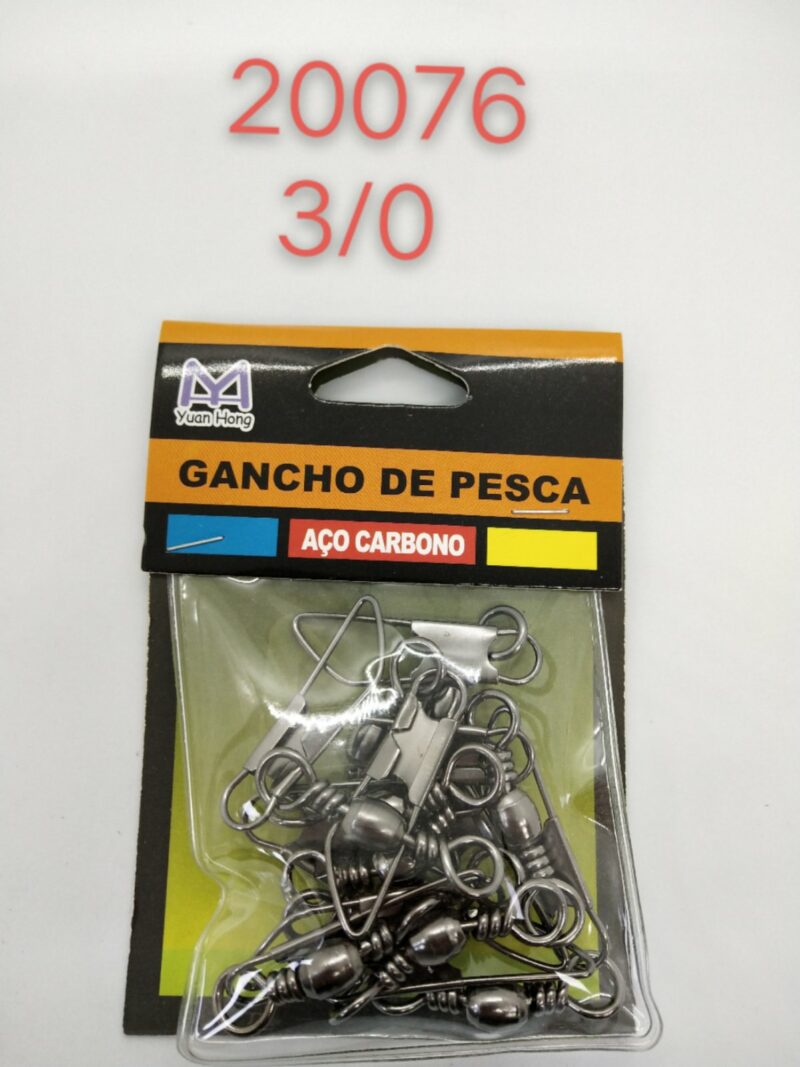 20076
3/0
Yuan Hong
GANCHO DE PESCA
AÇO CARBONO